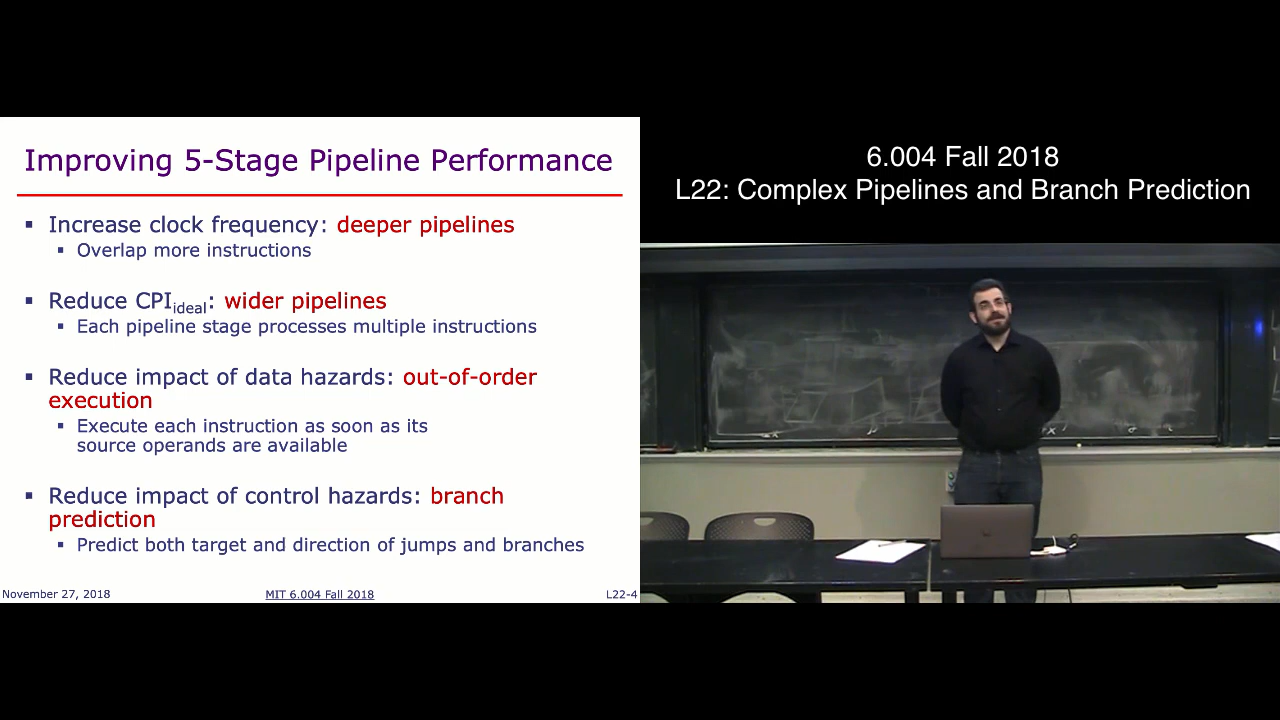 Improving 5-Stage Pipeline Performance
▪ Increase clock frequency: deeper pipelines
▪ Overlap more instructions
▪ Reduce CPIideal: wider pipelines
▪ Each pipeline stage processes multiple instructions
▪ Reduce impact of data hazards: out-of-order
execution
▪ Execute each instruction as soon as its
source operands are available
▪ Reduce impact of control hazards: branch
prediction
▪ Predict both target and direction of jumps and branches
November 27, 2018
MIT 6.004 Fall 2018
L22-4
6.004 Fall 2018
L22: Complex Pipelines and Branch Prediction